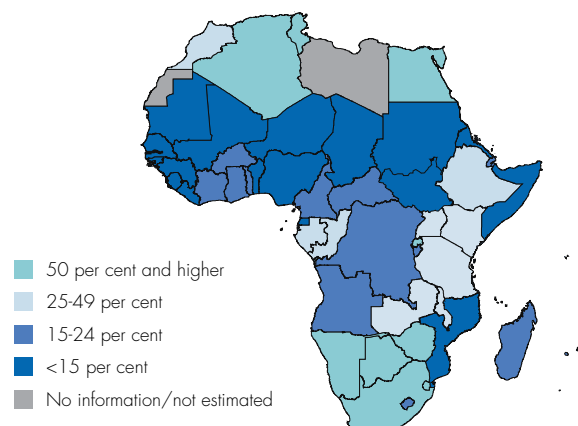 50 per cent and higher
25-49 per cent
15-24 per cent
<15 per cent
No information/not estimated